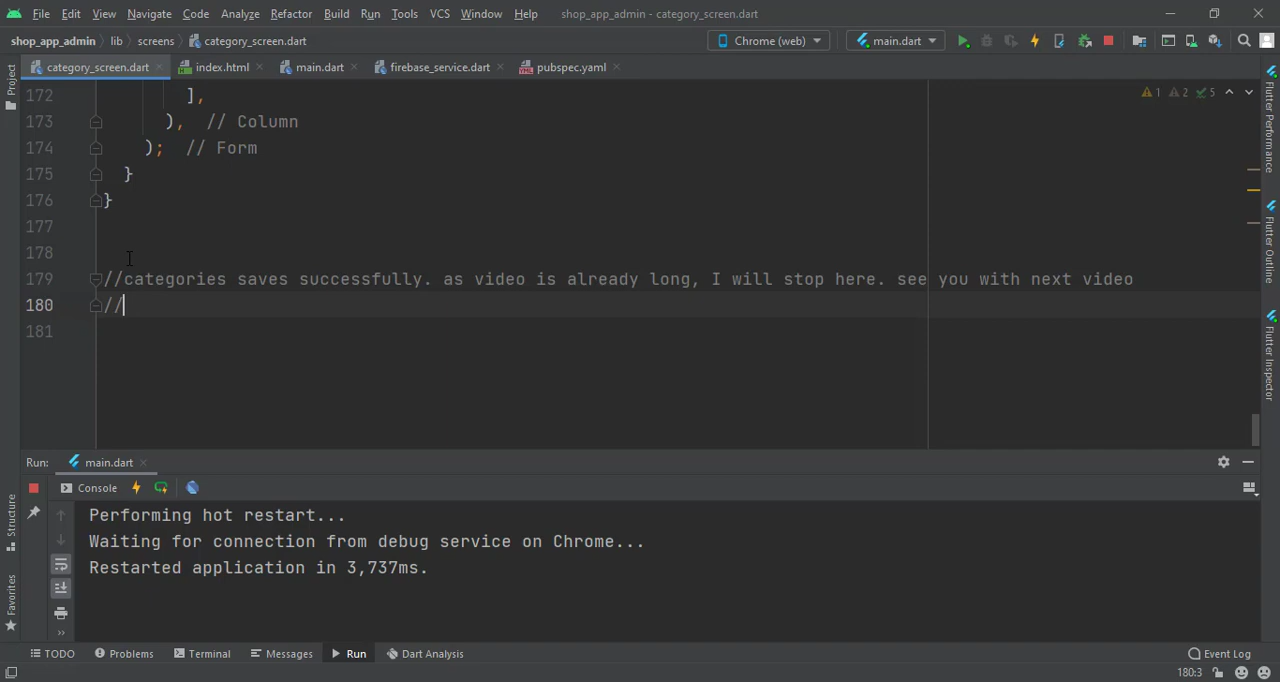 File Edit View Navigate Code Analyze Refactor Build Run Tools VCS Window Help shop_app_admin - category_screen.dart
shop_app_admin lib screens category_screen.dart Chrome (web) main.dart
category_screen.dart index.html main.dart firebase_service.dart pubspec.yaml
172 ],
173 ), // Column
174 ); // Form
175 }
176 }
177
178
179 //categories saves successfully. as video is already long, I will stop here. see you with next video
180 //
181
1 2 5
Project
Structure
Favorites
Flutter Performance
Flutter Outline
Flutter Inspector
Run: main.dart
Console
Performing hot restart...
Waiting for connection from debug service on Chrome...
Restarted application in 3,737ms.
TODO Problems Terminal Messages Run Dart Analysis Event Log
180:3